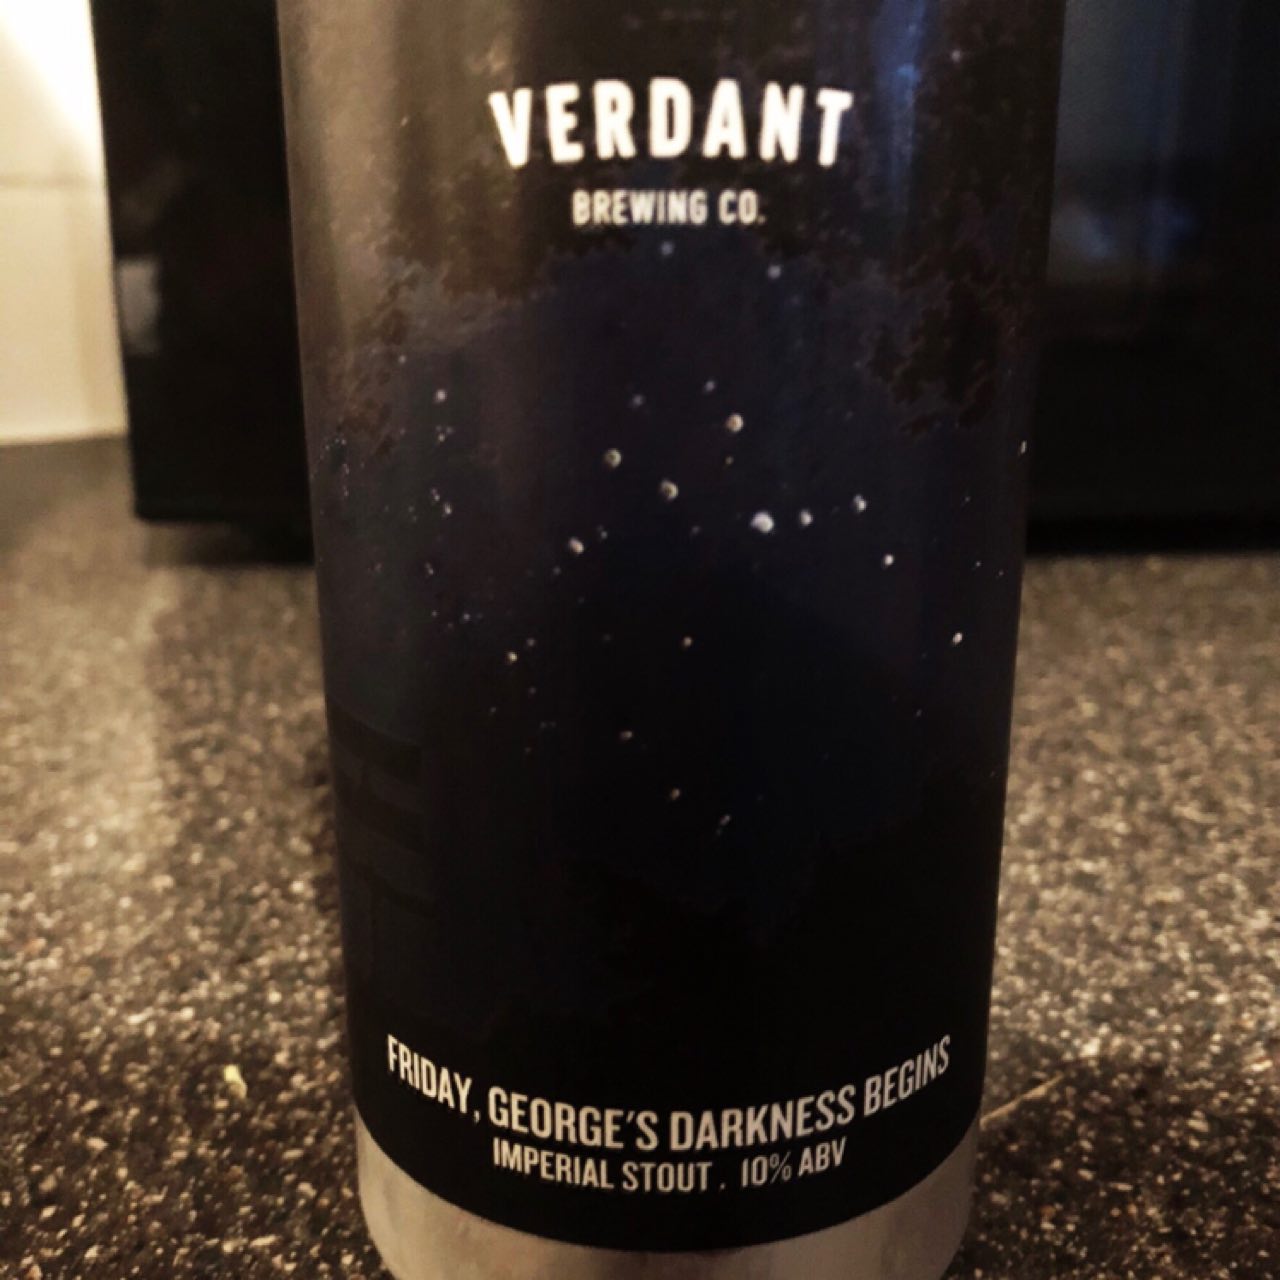 VERDANT
BREWING CO.
FRIDAY, GEORGE'S DARKNESS BEGINS
IMPERIAL STOUT . 10% ABV